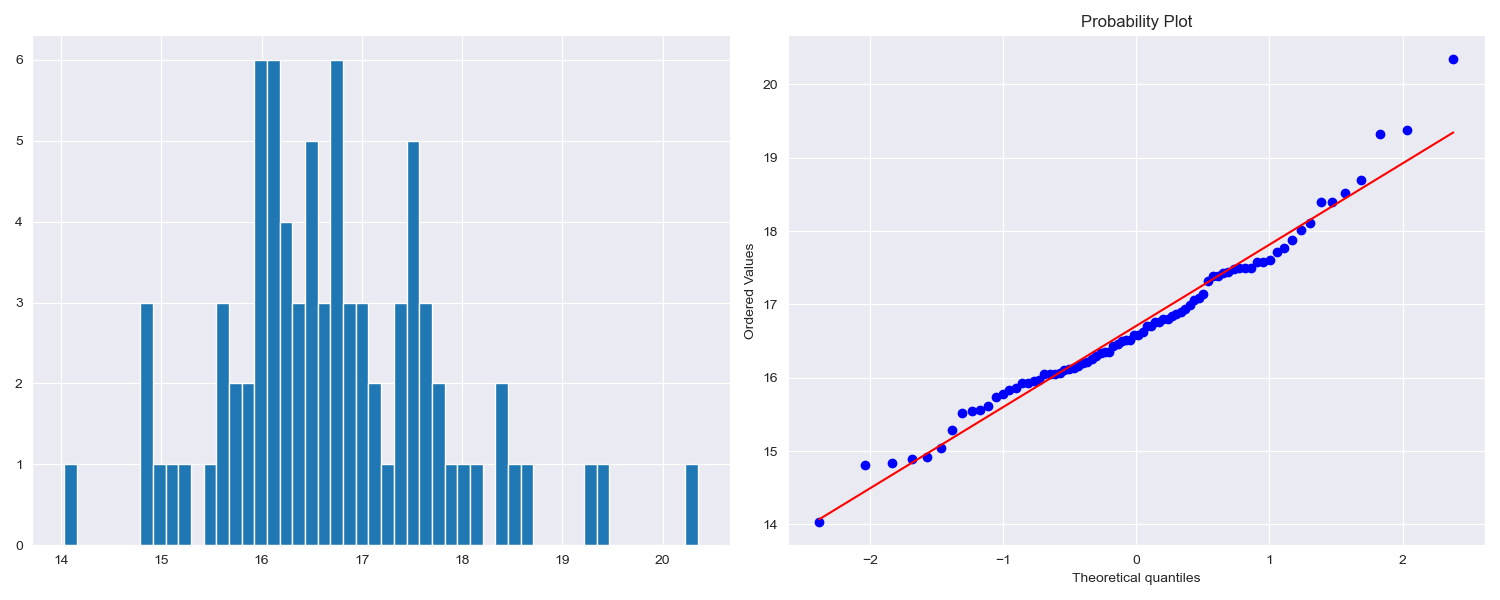 6
5
4
3
2
1
0
14 15 16 17 18 19 20
Probability Plot
Ordered Values
20
19
18
17
16
15
14
−2 −1 0 1 2
Theoretical quantiles